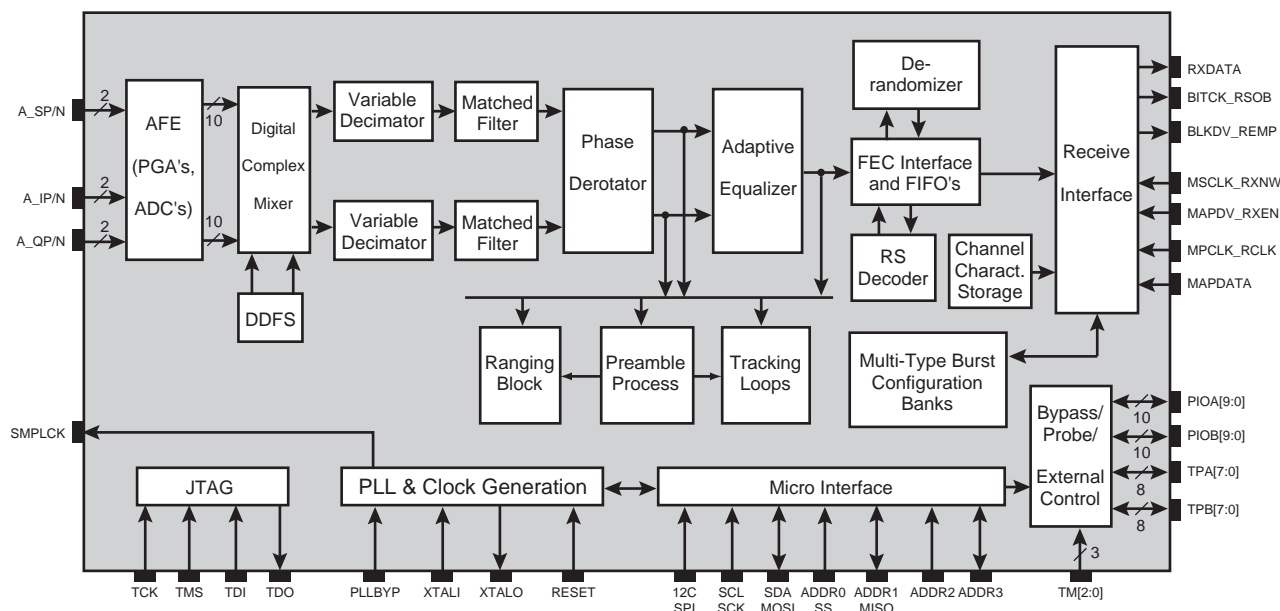 A_SP/N
A_IP/N
A_QP/N
2
2
2
AFE
(PGA's,
ADC's)
10
10
Digital
Complex
Mixer
DDFS
Variable
Decimator
Matched
Filter
Variable
Decimator
Matched
Filter
Phase
Derotator
Adaptive
Equalizer
De-
randomizer
FEC Interface
and FIFO's
RS
Decoder
Channel
Charact.
Storage
Receive
Interface
RXDATA
BITCK_RSOB
BLKDV_REMP
MSCLK_RXNW
MAPDV_RXEN
MPCLK_RCLK
MAPDATA
Ranging
Block
Preamble
Process
Tracking
Loops
Multi-Type Burst
Configuration
Banks
Bypass/
Probe/
External
Control
PIOA[9:0]
10
PIOB[9:0]
10
TPA[7:0]
8
TPB[7:0]
8
SMPLCK
JTAG
PLL & Clock Generation
Micro Interface
3
TCK
TMS
TDI
TDO
PLLBYP
XTALI
XTALO
RESET
12C
SPI
SCL
SCK
SDA
MOSI
ADDR0
SS
ADDR1
MISO
ADDR2
ADDR3
TM[2:0]